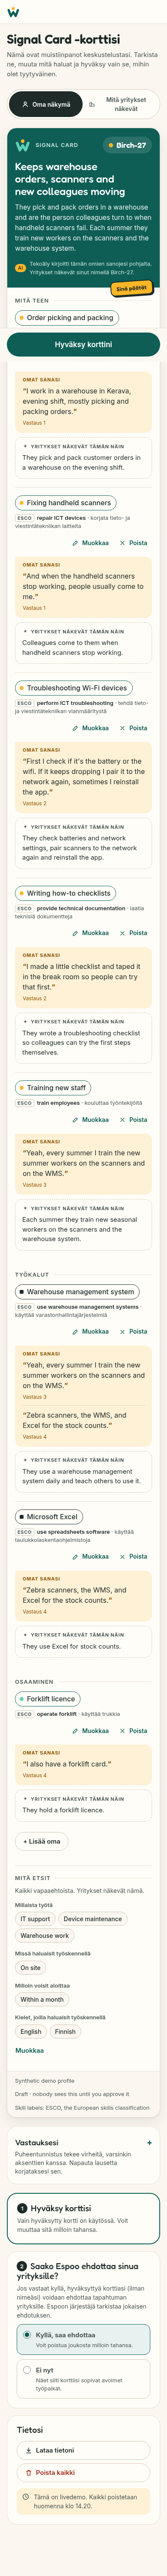 Signal Card -korttisi
Nämä ovat muistiinpanot keskustelustasi. Tarkista
ne, muuta mitä haluat ja hyväksy vain se, mihin
olet tyytyväinen.
Oma näkymä
Mitä yritykset
näkevät
SIGNAL CARD
Birch-27
Keeps warehouse
orders, scanners and
new colleagues moving
They pick and pack orders in a warehouse
and are the person colleagues turn to when
handheld scanners stop working. Each
summer they train new workers on the
scanners and the warehouse system.
AI
Tekoäly kirjoitti tämän omien sanojesi pohjalta.
Yritykset näkevät sinut nimellä Birch-27.
Sinä päätät
MITÄ TEEN
Order picking and packing
Hyväksy korttini
OMAT SANASI
“I work in a warehouse in Kerava,
evening shift, mostly picking and
packing orders.”
Vastaus 1
YRITYKSET NÄKEVÄT TÄMÄN NÄIN
They pick and pack customer orders in
a warehouse on the evening shift.
Fixing handheld scanners
ESCO repair ICT devices · korjata tieto- ja
viestintätekniikan laitteita
Muokkaa
Poista
OMAT SANASI
“And when the handheld scanners
stop working, people usually come to
me.”
Vastaus 1
YRITYKSET NÄKEVÄT TÄMÄN NÄIN
Colleagues come to them when
handheld scanners stop working.
Troubleshooting Wi-Fi devices
ESCO perform ICT troubleshooting · tehdä tieto-
ja viestintätekniikan vianmääritystä
Muokkaa
Poista
OMAT SANASI
“First I check if it's the battery or the
wifi. If it keeps dropping I pair it to the
network again, sometimes I reinstall
the app.”
Vastaus 2
YRITYKSET NÄKEVÄT TÄMÄN NÄIN
They check batteries and network
settings, pair scanners to the network
again and reinstall the app.
Writing how-to checklists
ESCO provide technical documentation · laatia
teknisiä dokumentteja
Muokkaa
Poista
OMAT SANASI
“I made a little checklist and taped it
in the break room so people can try
that first.”
Vastaus 2
YRITYKSET NÄKEVÄT TÄMÄN NÄIN
They wrote a troubleshooting checklist
so colleagues can try the first steps
themselves.
Training new staff
ESCO train employees · kouluttaa työntekijöitä
Muokkaa
Poista
OMAT SANASI
“Yeah, every summer I train the new
summer workers on the scanners and
on the WMS.”
Vastaus 3
YRITYKSET NÄKEVÄT TÄMÄN NÄIN
Each summer they train new seasonal
workers on the scanners and the
warehouse system.
TYÖKALUT
Warehouse management system
ESCO use warehouse management systems ·
käyttää varastonhallintajärjestelmiä
Muokkaa
Poista
OMAT SANASI
“Yeah, every summer I train the new
summer workers on the scanners and
on the WMS.”
Vastaus 3
“Zebra scanners, the WMS, and
Excel for the stock counts.”
Vastaus 4
YRITYKSET NÄKEVÄT TÄMÄN NÄIN
They use a warehouse management
system daily and teach others to use it.
Microsoft Excel
ESCO use spreadsheets software · käyttää
taulukkolaskentaohjelmistoja
Muokkaa
Poista
OMAT SANASI
“Zebra scanners, the WMS, and
Excel for the stock counts.”
Vastaus 4
YRITYKSET NÄKEVÄT TÄMÄN NÄIN
They use Excel for stock counts.
OSAAMINEN
Forklift licence
ESCO operate forklift · käyttää trukkia
Muokkaa
Poista
OMAT SANASI
“I also have a forklift card.”
Vastaus 4
YRITYKSET NÄKEVÄT TÄMÄN NÄIN
They hold a forklift licence.
+ Lisää oma
MITÄ ETSIT
Kaikki vapaaehtoista. Yritykset näkevät nämä.
Millaista työtä
IT support
Device maintenance
Warehouse work
Missä haluaisit työskennellä
On site
Milloin voisit aloittaa
Within a month
Kielet, joilla haluaisit työskennellä
English
Finnish
Muokkaa
Synthetic demo profile
Draft · nobody sees this until you approve it
Skill labels: ESCO, the European skills classification
Vastauksesi
+
Puheentunnistus tekee virheitä, varsinkin
aksenttien kanssa. Napauta lausetta
korjataksesi sen.
1 Hyväksy korttisi
Vain hyväksytty kortti on käytössä. Voit
muuttaa sitä milloin tahansa.
2 Saako Espoo ehdottaa sinua
yrityksille?
Jos vastaat kyllä, hyväksyttyä korttiasi (ilman
nimeäsi) voidaan ehdottaa tapahtuman
yrityksille. Espoon järjestäjä tarkistaa jokaisen
ehdotuksen.
Kyllä, saa ehdottaa
Voit poistua joukosta milloin tahansa.
Ei nyt
Näet silti korttiisi sopivat avoimet
työpaikat.
Tietosi
Lataa tietoni
Poista kaikki
Tämä on livedemo. Kaikki poistetaan
huomenna klo 14.20.